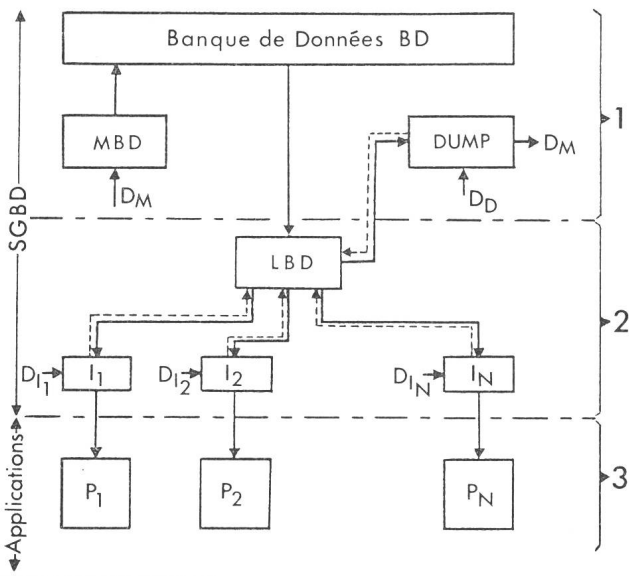 Banque de Données BD
1
MBD
DUMP
D_M
D_M
D_D
SGBD
LBD
2
D_I1
I_1
D_I2
I_2
D_IN
I_N
Applications
P_1
P_2
P_N
3